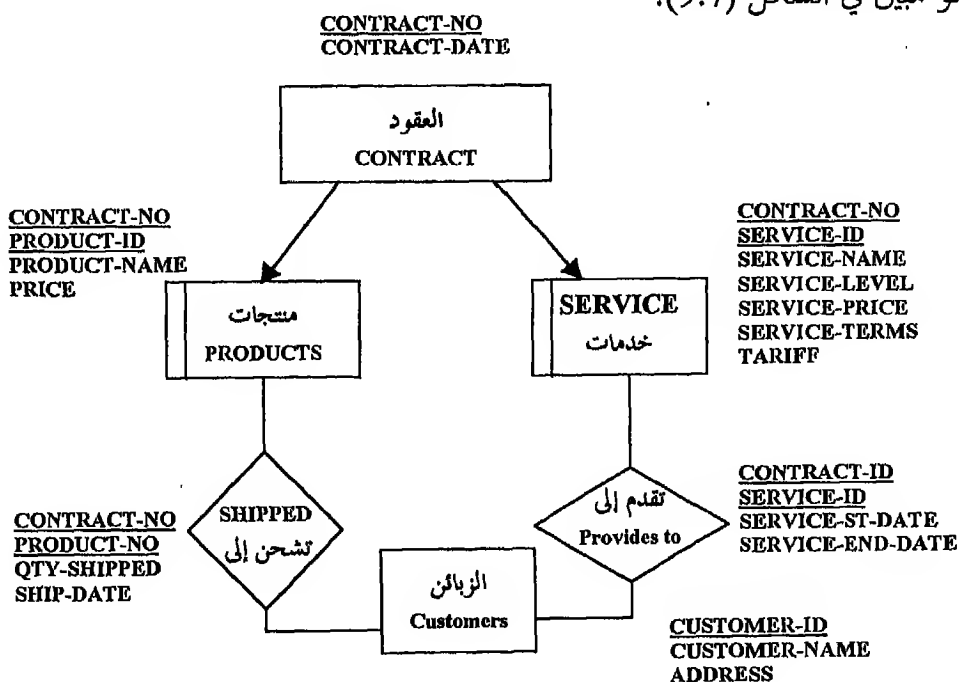 مبين في الشكل
CONTRACT-NO
CONTRACT-DATE
العقود
CONTRACT
CONTRACT-NO
PRODUCT-ID
PRODUCT-NAME
PRICE
CONTRACT-NO
SERVICE-ID
SERVICE-NAME
SERVICE-LEVEL
SERVICE-PRICE
SERVICE-TERMS
TARIFF
منتجات
PRODUCTS
SERVICE
خدمات
CONTRACT-NO
PRODUCT-NO
QTY-SHIPPED
SHIP-DATE
SHIPPED
تشحن إلى
تقدم إلى
Provides to
CONTRACT-ID
SERVICE-ID
SERVICE-ST-DATE
SERVICE-END-DATE
الزبائن
Customers
CUSTOMER-ID
CUSTOMER-NAME
ADDRESS